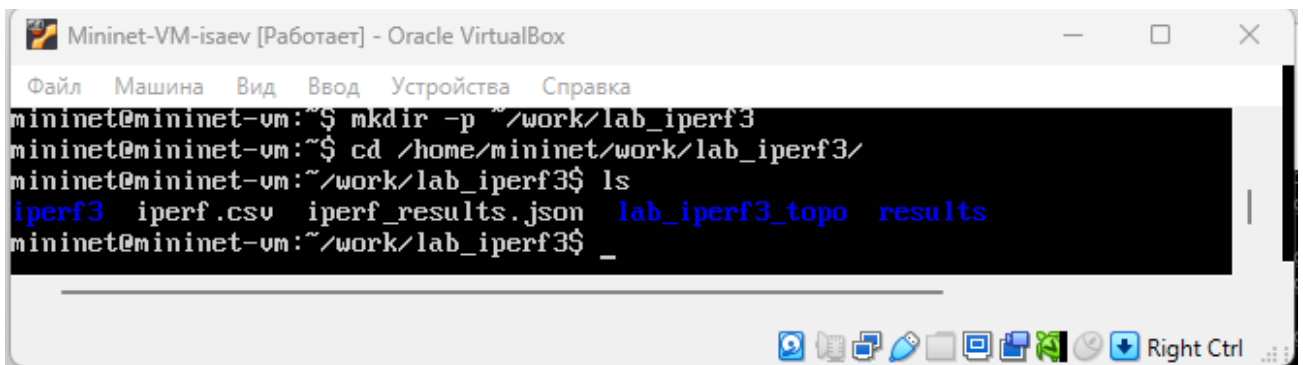 Mininet-VM-isaev [Работает] - Oracle VirtualBox
Файл Машина Вид Ввод Устройства Справка
mininet@mininet-vm:~$ mkdir -p ~/work/lab_iperf3
mininet@mininet-vm:~$ cd /home/mininet/work/lab_iperf3/
mininet@mininet-vm:~/work/lab_iperf3$ ls
iperf3 iperf.csv iperf_results.json lab_iperf3_topo results
mininet@mininet-vm:~/work/lab_iperf3$ _
Right Ctrl